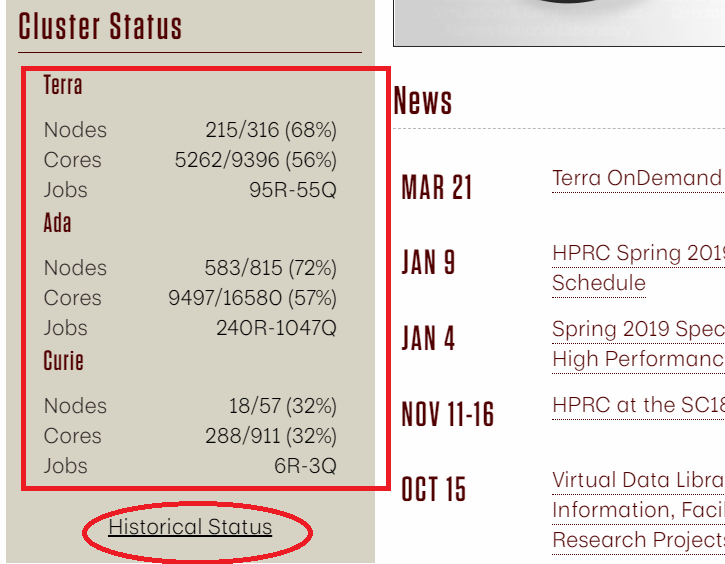 Cluster Status
Terra
Nodes 215/316 (68%)
Cores 5262/9396 (56%)
Jobs 95R-55Q
Ada
Nodes 583/815 (72%)
Cores 9497/16580 (57%)
Jobs 240R-1047Q
Curie
Nodes 18/57 (32%)
Cores 288/911 (32%)
Jobs 6R-3Q
Historical Status
News
MAR 21 Terra OnDemand
JAN 9 HPRC Spring 2019
Schedule
JAN 4 Spring 2019 Spec
High Performanc
NOV 11-16 HPRC at the SC18
OCT 15 Virtual Data Libra
Information, Facil
Research Projects